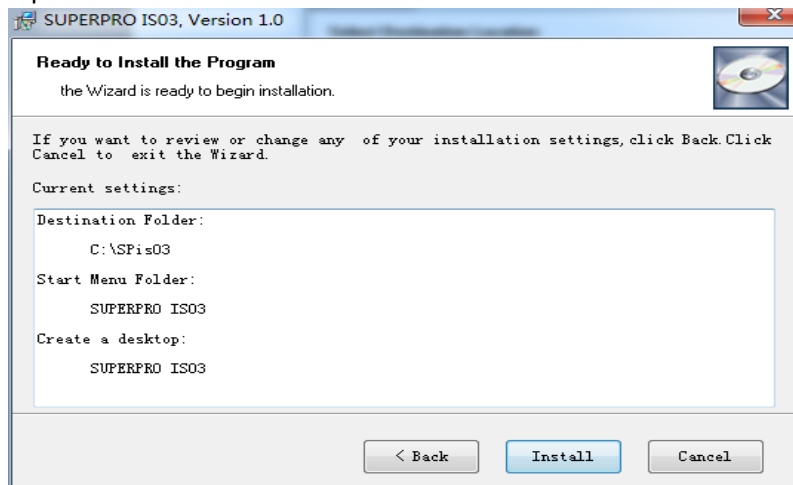 SUPERPRO IS03, Version 1.0
Ready to Install the Program
the Wizard is ready to begin installation.
If you want to review or change any  of your installation settings, click Back. Click
Cancel to  exit the Wizard.
Current settings:
Destination Folder:
C:\SPis03
Start Menu Folder:
SUPERPRO IS03
Create a desktop:
SUPERPRO IS03
< Back
Install
Cancel